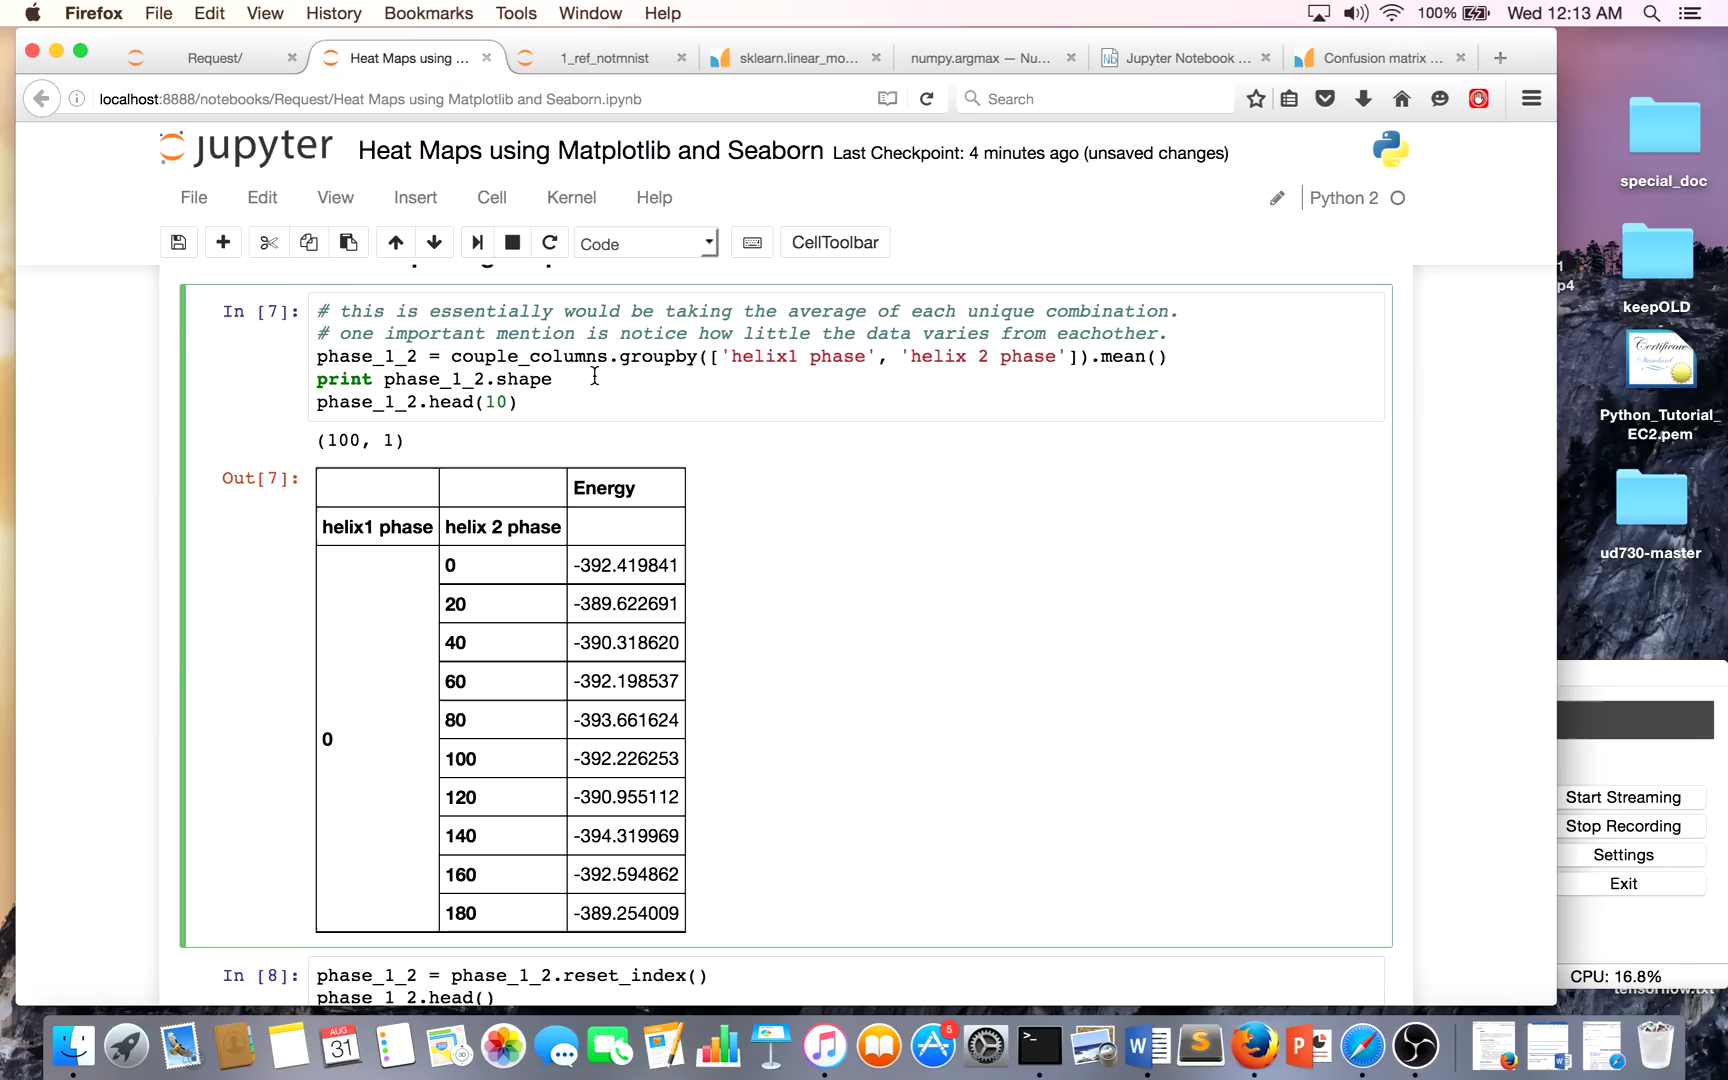 Firefox File Edit View History Bookmarks Tools Window Help 100% Wed 12:13 AM
Request/ Heat Maps using ... 1_ref_notmnist sklearn.linear_mo... numpy.argmax — Nu... Jupyter Notebook ... Confusion matrix ...
localhost:8888/notebooks/Request/Heat Maps using Matplotlib and Seaborn.ipynb Search
jupyter Heat Maps using Matplotlib and Seaborn Last Checkpoint: 4 minutes ago (unsaved changes)
File Edit View Insert Cell Kernel Help Python 2
Code CellToolbar
In [7]: # this is essentially would be taking the average of each unique combination.
# one important mention is notice how little the data varies from eachother.
phase_1_2 = couple_columns.groupby(['helix1 phase', 'helix 2 phase']).mean()
print phase_1_2.shape
phase_1_2.head(10)
(100, 1)
Out[7]:
Energy
helix1 phase helix 2 phase
0 -392.419841
20 -389.622691
40 -390.318620
60 -392.198537
80 -393.661624
0
100 -392.226253
120 -390.955112
140 -394.319969
160 -392.594862
180 -389.254009
In [8]: phase_1_2 = phase_1_2.reset_index()
phase_1_2.head()
special_doc
1
p4
keepOLD
Certificate
Python_Tutorial_
EC2.pem
ud730-master
Start Streaming
Stop Recording
Settings
Exit
CPU: 16.8%
tensorflow.txt
AUG
31
5